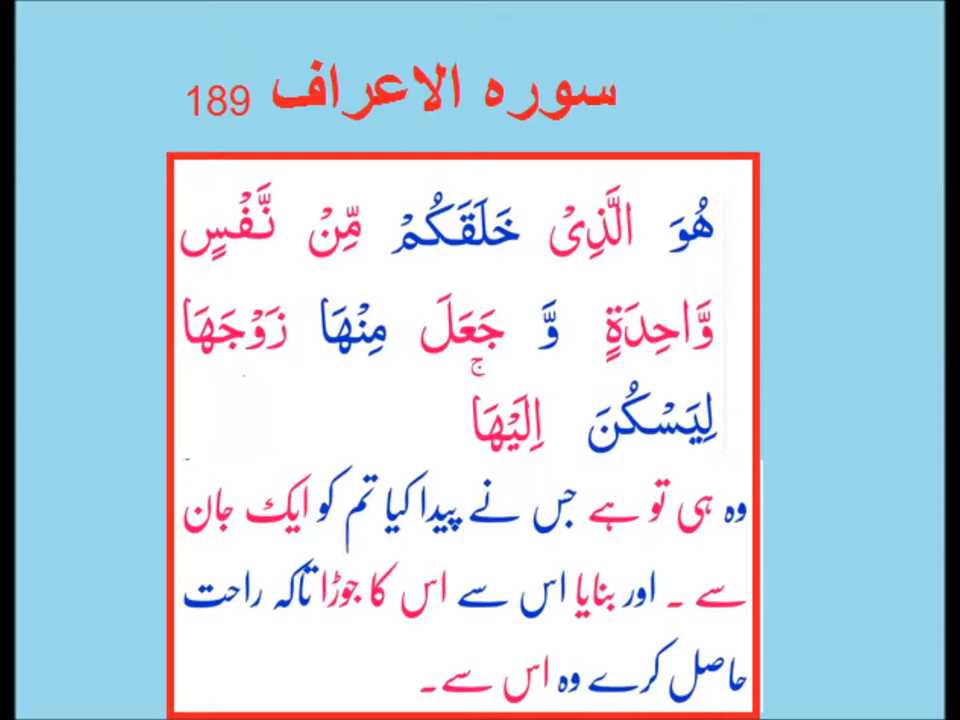 سورہ الاعراف 189
هُوَ الَّذِىْ خَلَقَكُمْ مِّنْ نَّفْسٍ
وَّاحِدَةٍ وَّ جَعَلَ مِنْهَا زَوْجَهَا
لِيَسْكُنَ اِلَيْهَا ۚ
وہ ہی تو ہے جس نے پیدا کیا تم کو ایک جان
سے ۔ اور بنایا اس سے اس کا جوڑا تاکہ راحت
حاصل کرے وہ اس سے۔